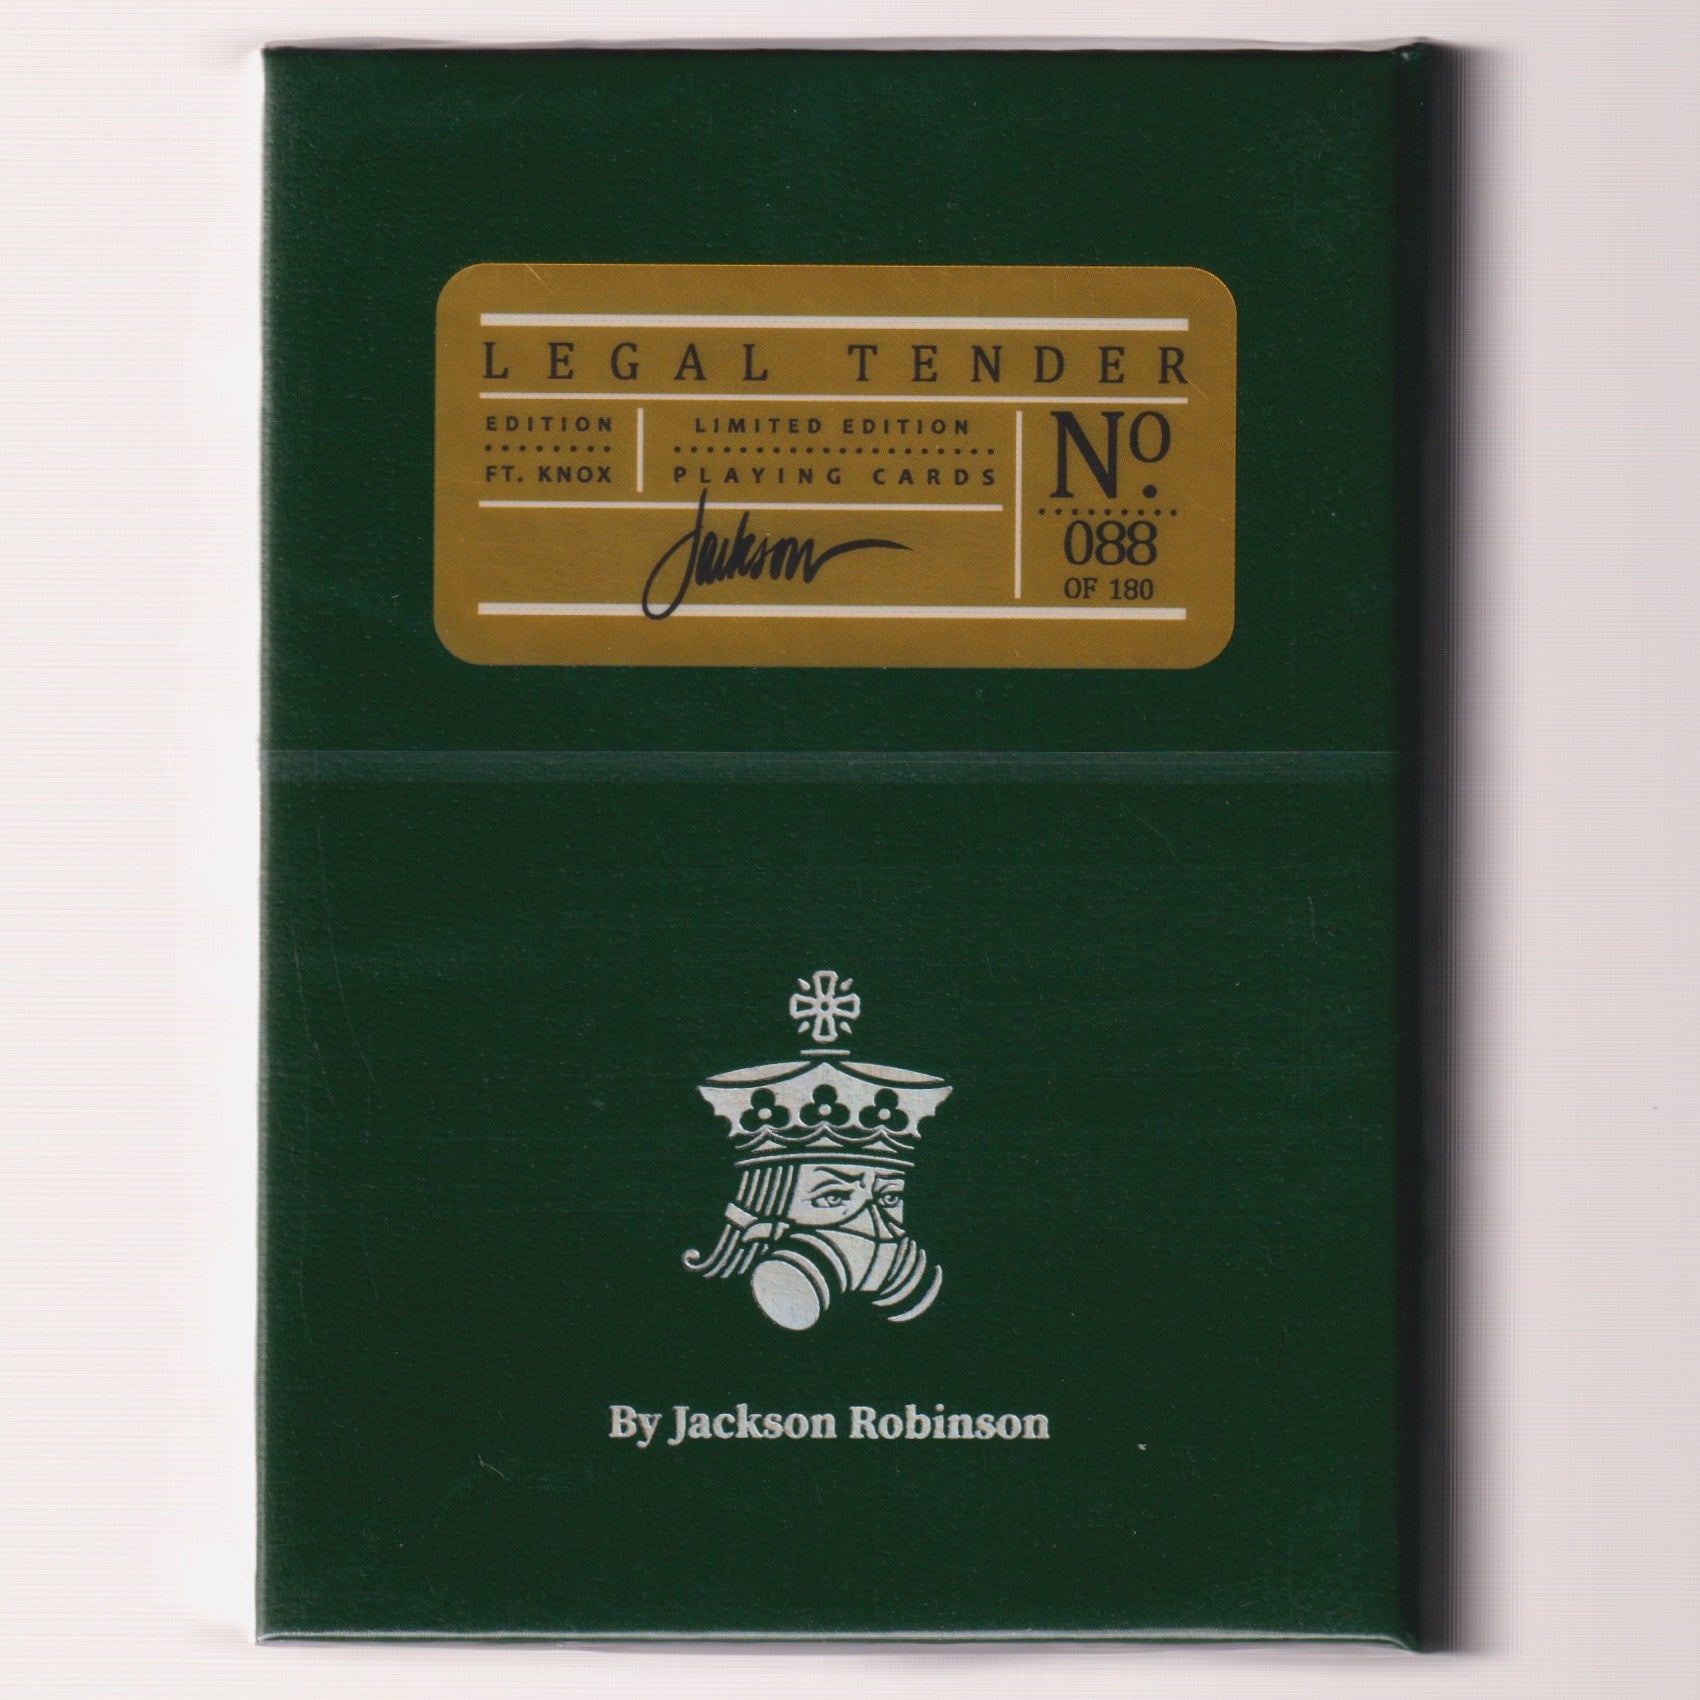 LEGAL TENDER
EDITION
FT. KNOX
LIMITED EDITION
PLAYING CARDS
Jackson
Nº.
088
OF 180
By Jackson Robinson